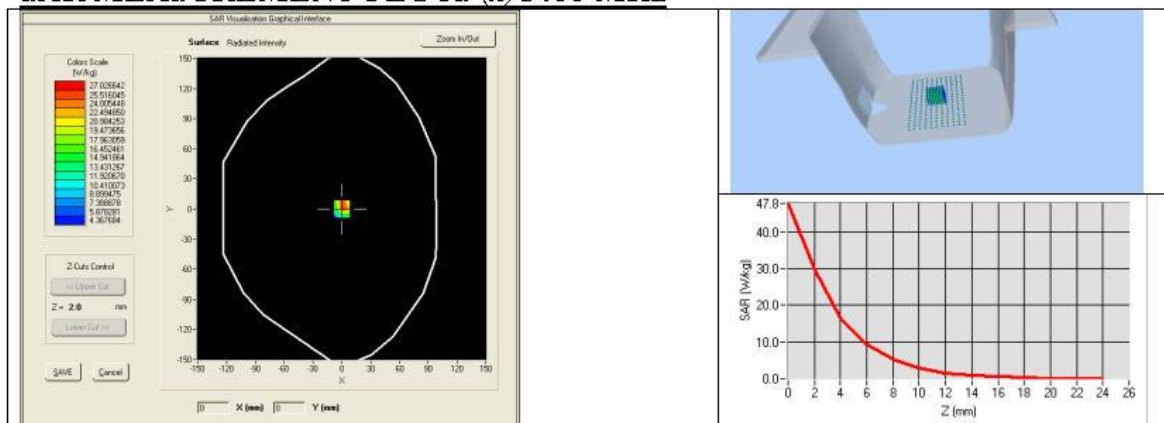 SAR Visualisation Graphical Interface
Surface Radiated Intensity
Zoom In/Out
Colors Scale
(W/kg)
27.026642
25.516045
24.005448
22.494850
20.984253
19.473656
17.963059
16.452461
14.941864
13.431267
11.920670
10.410073
8.899475
7.388878
5.878281
4.367684
Z-Cuts Control
<< Upper Cut
Z = 2.0 mm
Lower Cut >>
SAVE Cancel
150
120
90
60
30
0
-30
-60
-90
-120
-150
Y
-150 -120 -90 -60 -30 0 30 60 90 120 150
X
0 X (mm) 0 Y (mm)
47.8
40.0
30.0
20.0
10.0
0.0
SAR (W/kg)
0 2 4 6 8 10 12 14 16 18 20 22 24 26
Z (mm)